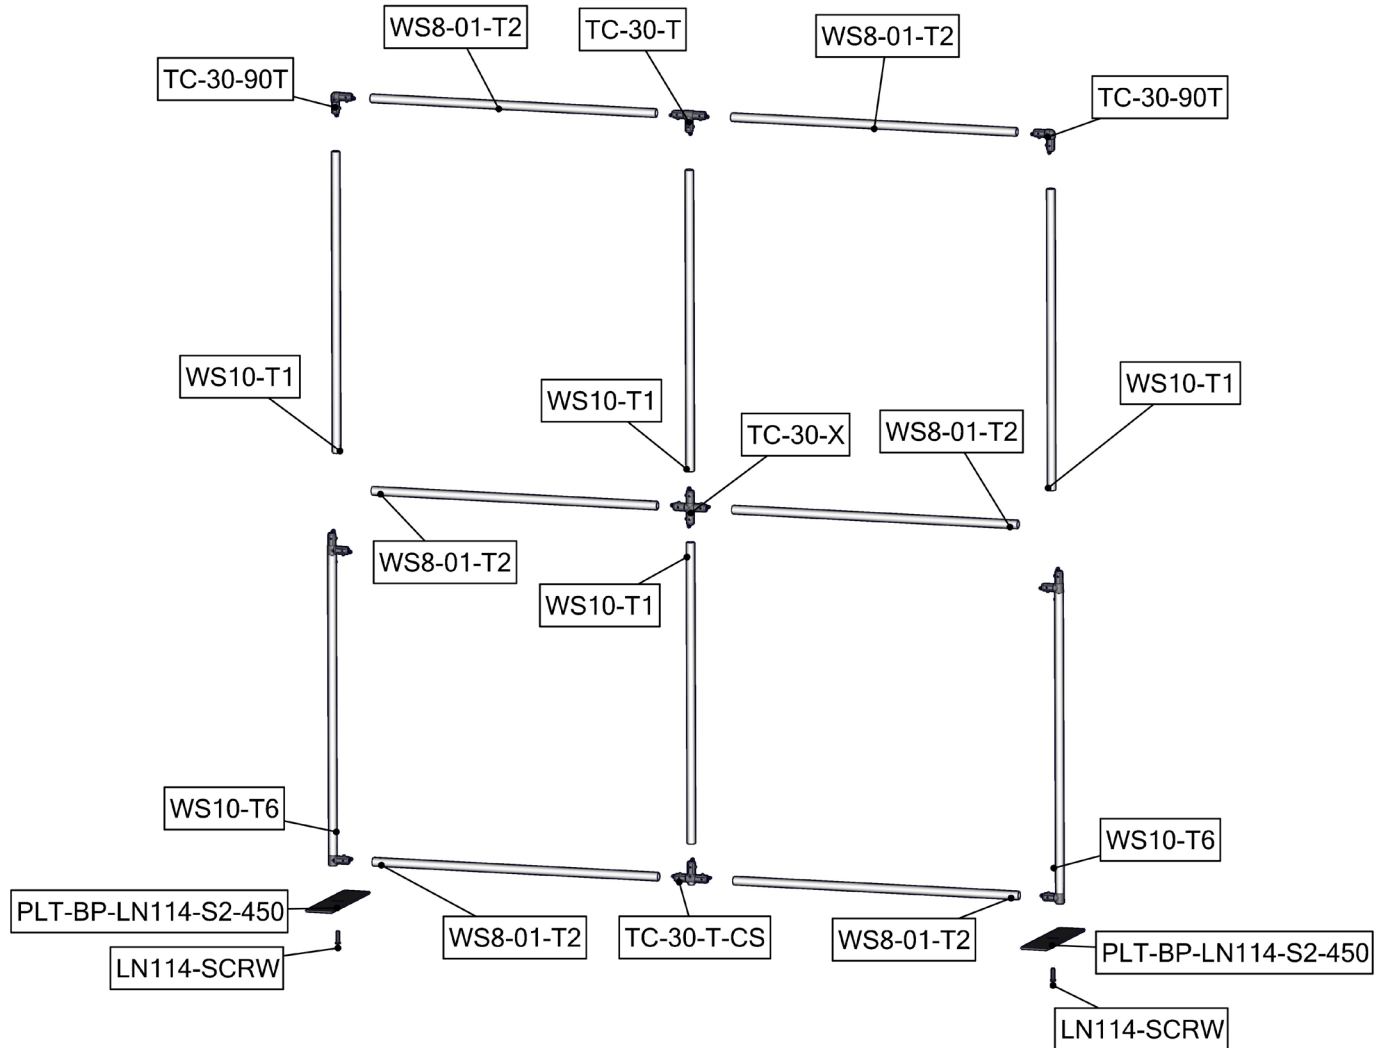 WS8-01-T2
TC-30-T
WS8-01-T2
TC-30-90T
TC-30-90T
WS10-T1
WS10-T1
WS10-T1
TC-30-X
WS8-01-T2
WS8-01-T2
WS10-T1
WS10-T6
WS10-T6
PLT-BP-LN114-S2-450
WS8-01-T2
TC-30-T-CS
WS8-01-T2
PLT-BP-LN114-S2-450
LN114-SCRW
LN114-SCRW